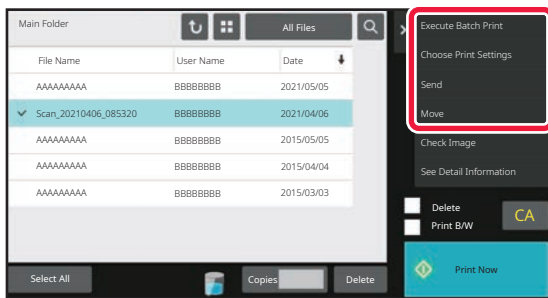 Main Folder
All Files
File Name User Name Date
AAAAAAAAA BBBBBBBB 2021/05/05
Scan_20210406_085320 BBBBBBBB 2021/04/06
AAAAAAAAA BBBBBBBB 2015/05/05
AAAAAAAAA BBBBBBBB 2015/04/04
AAAAAAAAA BBBBBBBB 2015/03/03
Select All
Copies
Delete
Execute Batch Print
Choose Print Settings
Send
Move
Check Image
See Detail Information
Delete
Print B/W
CA
Print Now